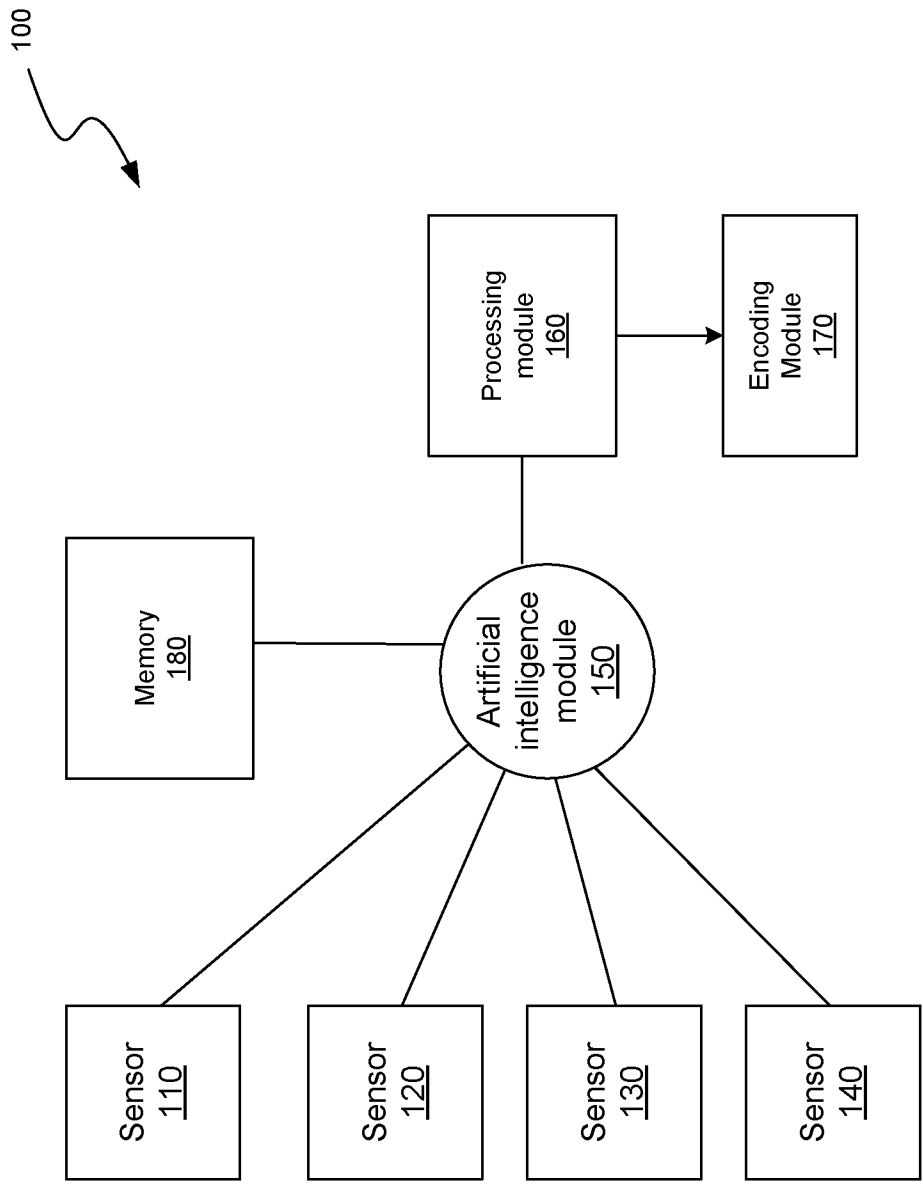 100
Memory
180
Processing
module
160
Encoding
Module
170
Artificial
intelligence
module
150
Sensor
110
Sensor
120
Sensor
130
Sensor
140